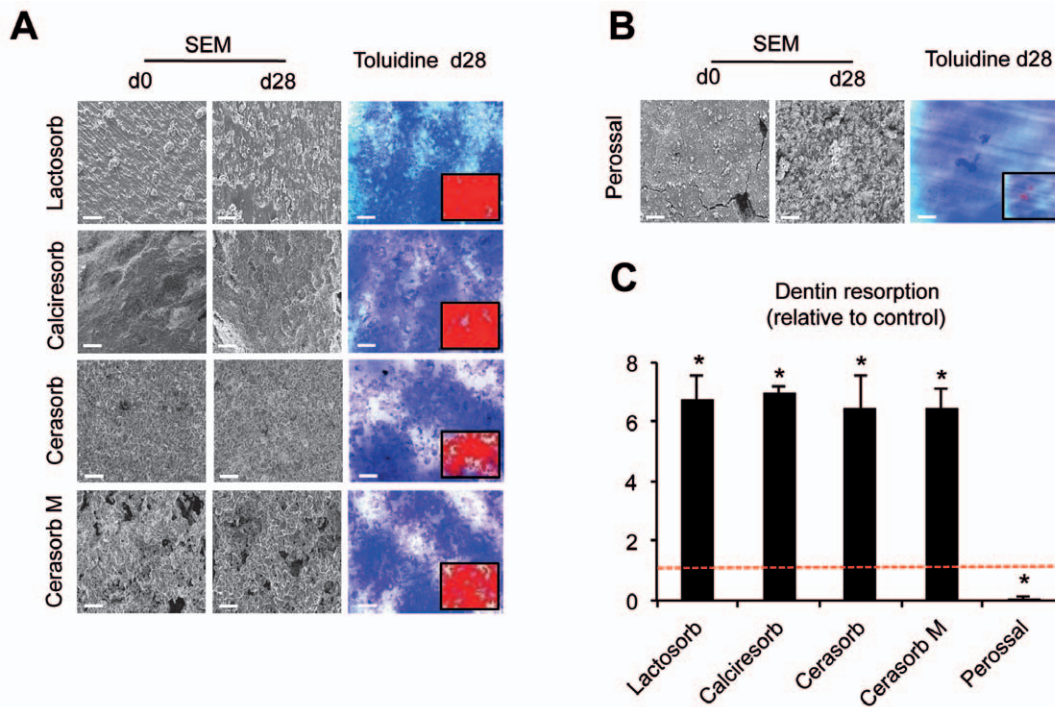 A
SEM
d0 d28
Toluidine d28
Lactosorb
Calciresorb
Cerasorb
Cerasorb M
B
SEM
d0 d28
Toluidine d28
Perossal
C
Dentin resorption
(relative to control)
8
6
4
2
0
* * * * *
Lactosorb
Calciresorb
Cerasorb
Cerasorb M
Perossal